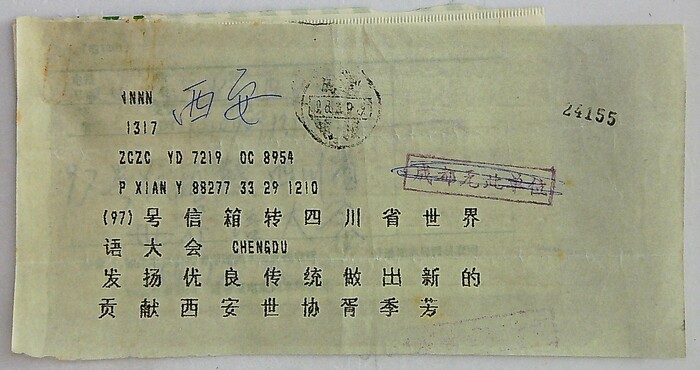 NNNN
西安
24155
1317
ZCZC YD 7219 OC 8954
P XIAN Y 88277 33 29 1210
成都无此单位
(97) 号信箱转四川省世界
语大会 CHENGDU
发扬优良传统做出新的
贡献西安世协胥季芳